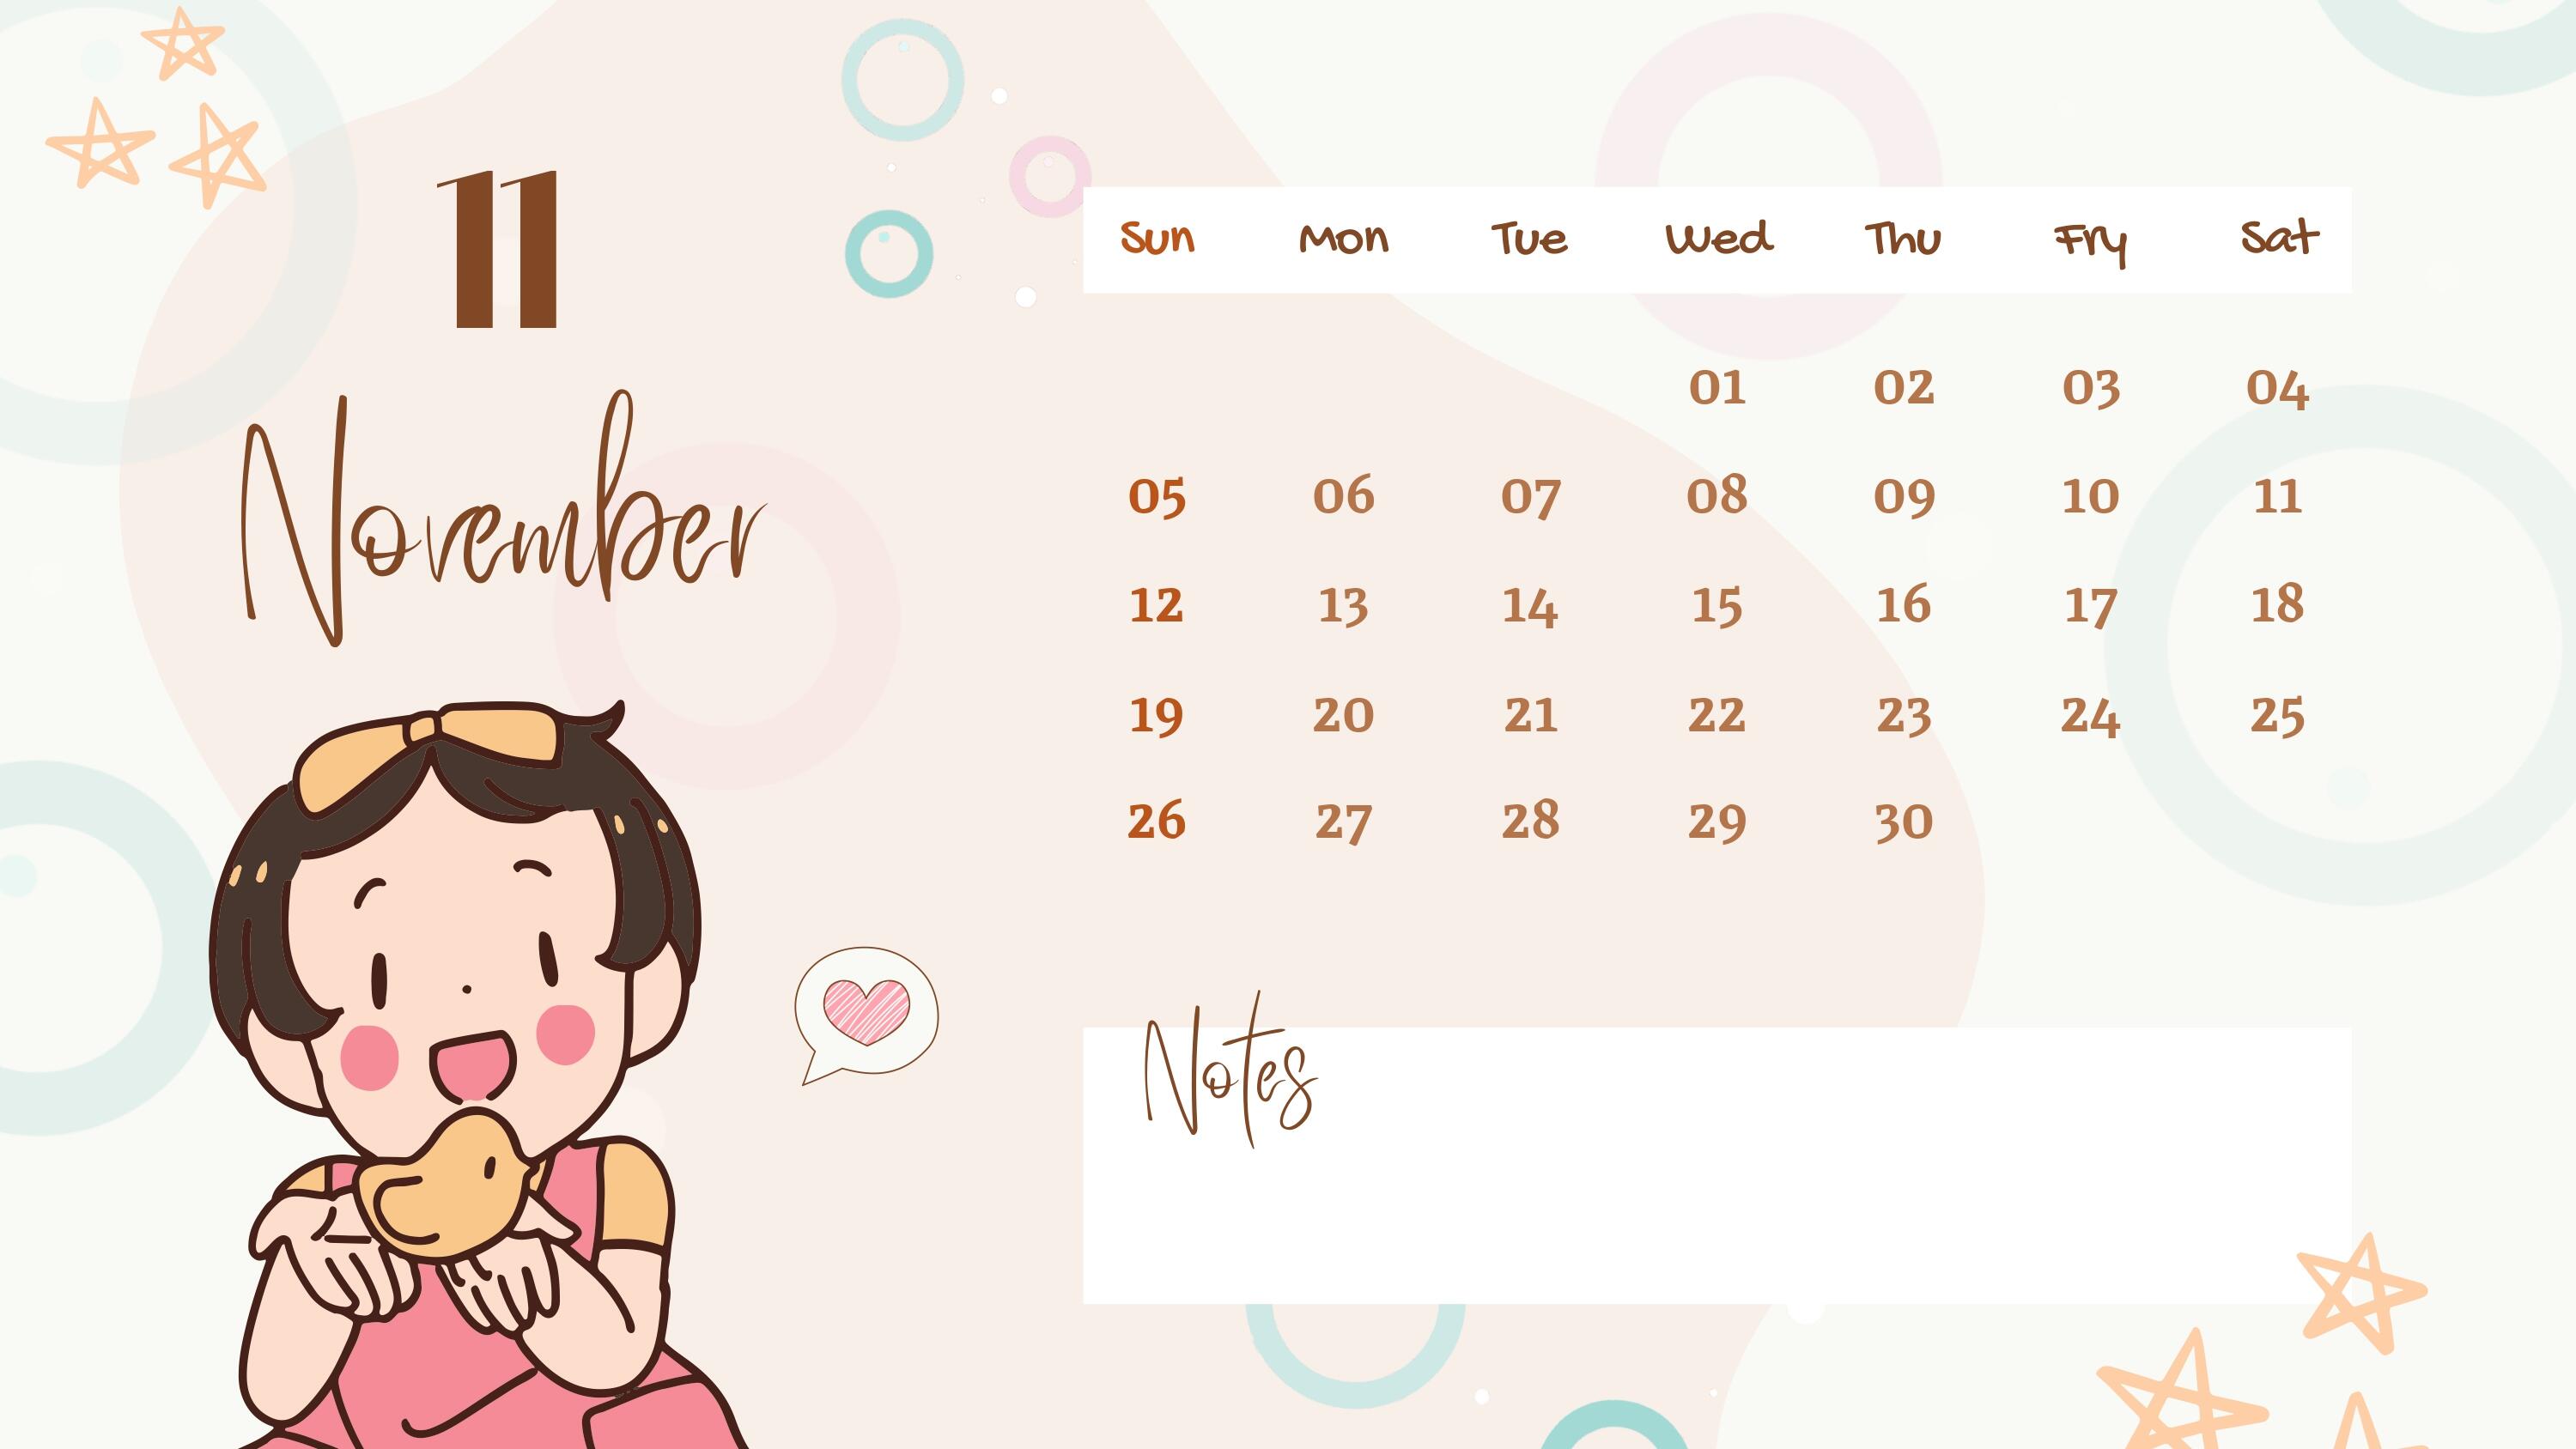 11
November
Sun Mon Tue Wed Thu Fry Sat
01 02 03 04
05 06 07 08 09 10 11
12 13 14 15 16 17 18
19 20 21 22 23 24 25
26 27 28 29 30
Notes